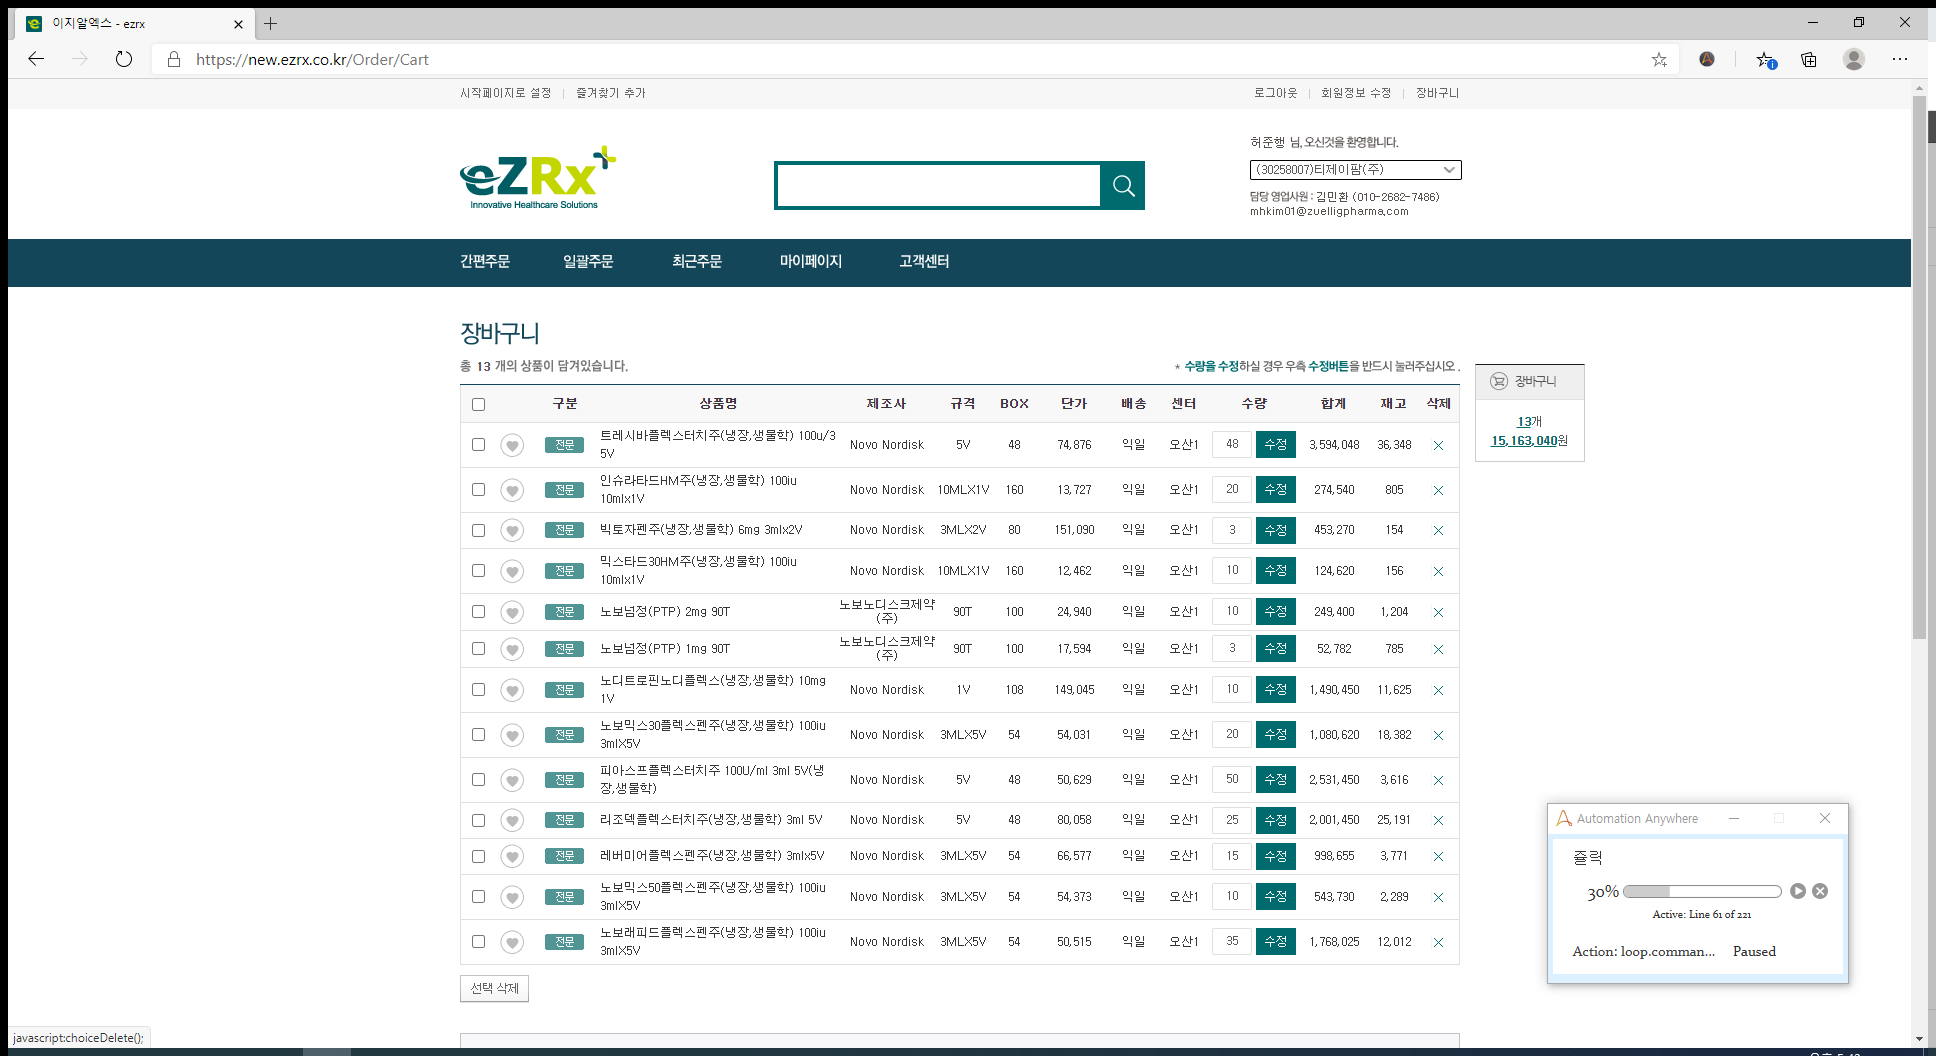 이지알엑스 - ezrx
https://new.ezrx.co.kr/Order/Cart
시작페이지로 설정 | 즐겨찾기 추가
로그아웃 | 회원정보 수정 | 장바구니
eZRx
Innovative Healthcare Solutions
허준행 님, 오신것을 환영합니다.
(30258007)티제이팜(주)
담당 영업사원 : 김민환 (010-2682-7486)
mhkim01@zuelligpharma.com
간편주문 일괄주문 최근주문 마이페이지 고객센터
장바구니
총 13 개의 상품이 담겨있습니다.
* 수량을 수정하실 경우 우측 수정버튼을 반드시 눌러주십시오 .
장바구니
13개
15,163,040원
구분 상품명 제조사 규격 BOX 단가 배송 센터 수량 합계 재고 삭제
전문 트레시바플렉스터치주(냉장,생물학) 100u/3 5V Novo Nordisk 5V 48 74,876 익일 오산1 48 수정 3,594,048 36,348
전문 인슈라타드HM주(냉장,생물학) 100iu 10mlx1V Novo Nordisk 10MLX1V 160 13,727 익일 오산1 20 수정 274,540 805
전문 빅토자펜주(냉장,생물학) 6mg 3mlx2V Novo Nordisk 3MLX2V 80 151,090 익일 오산1 3 수정 453,270 154
전문 믹스타드30HM주(냉장,생물학) 100iu 10mlx1V Novo Nordisk 10MLX1V 160 12,462 익일 오산1 10 수정 124,620 156
전문 노보넘정(PTP) 2mg 90T 노보노디스크제약(주) 90T 100 24,940 익일 오산1 10 수정 249,400 1,204
전문 노보넘정(PTP) 1mg 90T 노보노디스크제약(주) 90T 100 17,594 익일 오산1 3 수정 52,782 785
전문 노디트로핀노디플렉스(냉장,생물학) 10mg 1V Novo Nordisk 1V 108 149,045 익일 오산1 10 수정 1,490,450 11,625
전문 노보믹스30플렉스펜주(냉장,생물학) 100iu 3mlX5V Novo Nordisk 3MLX5V 54 54,031 익일 오산1 20 수정 1,080,620 18,382
전문 피아스프플렉스터치주 100U/ml 3ml 5V(냉장,생물학) Novo Nordisk 5V 48 50,629 익일 오산1 50 수정 2,531,450 3,616
전문 리조덱플렉스터치주(냉장,생물학) 3ml 5V Novo Nordisk 5V 48 80,058 익일 오산1 25 수정 2,001,450 25,191
전문 레버미어플렉스펜주(냉장,생물학) 3mlx5V Novo Nordisk 3MLX5V 54 66,577 익일 오산1 15 수정 998,655 3,771
전문 노보믹스50플렉스펜주(냉장,생물학) 100iu 3mlX5V Novo Nordisk 3MLX5V 54 54,373 익일 오산1 10 수정 543,730 2,289
전문 노보래피드플렉스펜주(냉장,생물학) 100iu 3mlX5V Novo Nordisk 3MLX5V 54 50,515 익일 오산1 35 수정 1,768,025 12,012
선택 삭제
Automation Anywhere
쥴릭
30%
Active: Line 61 of 221
Action: loop.comman... Paused
javascript:choiceDelete();